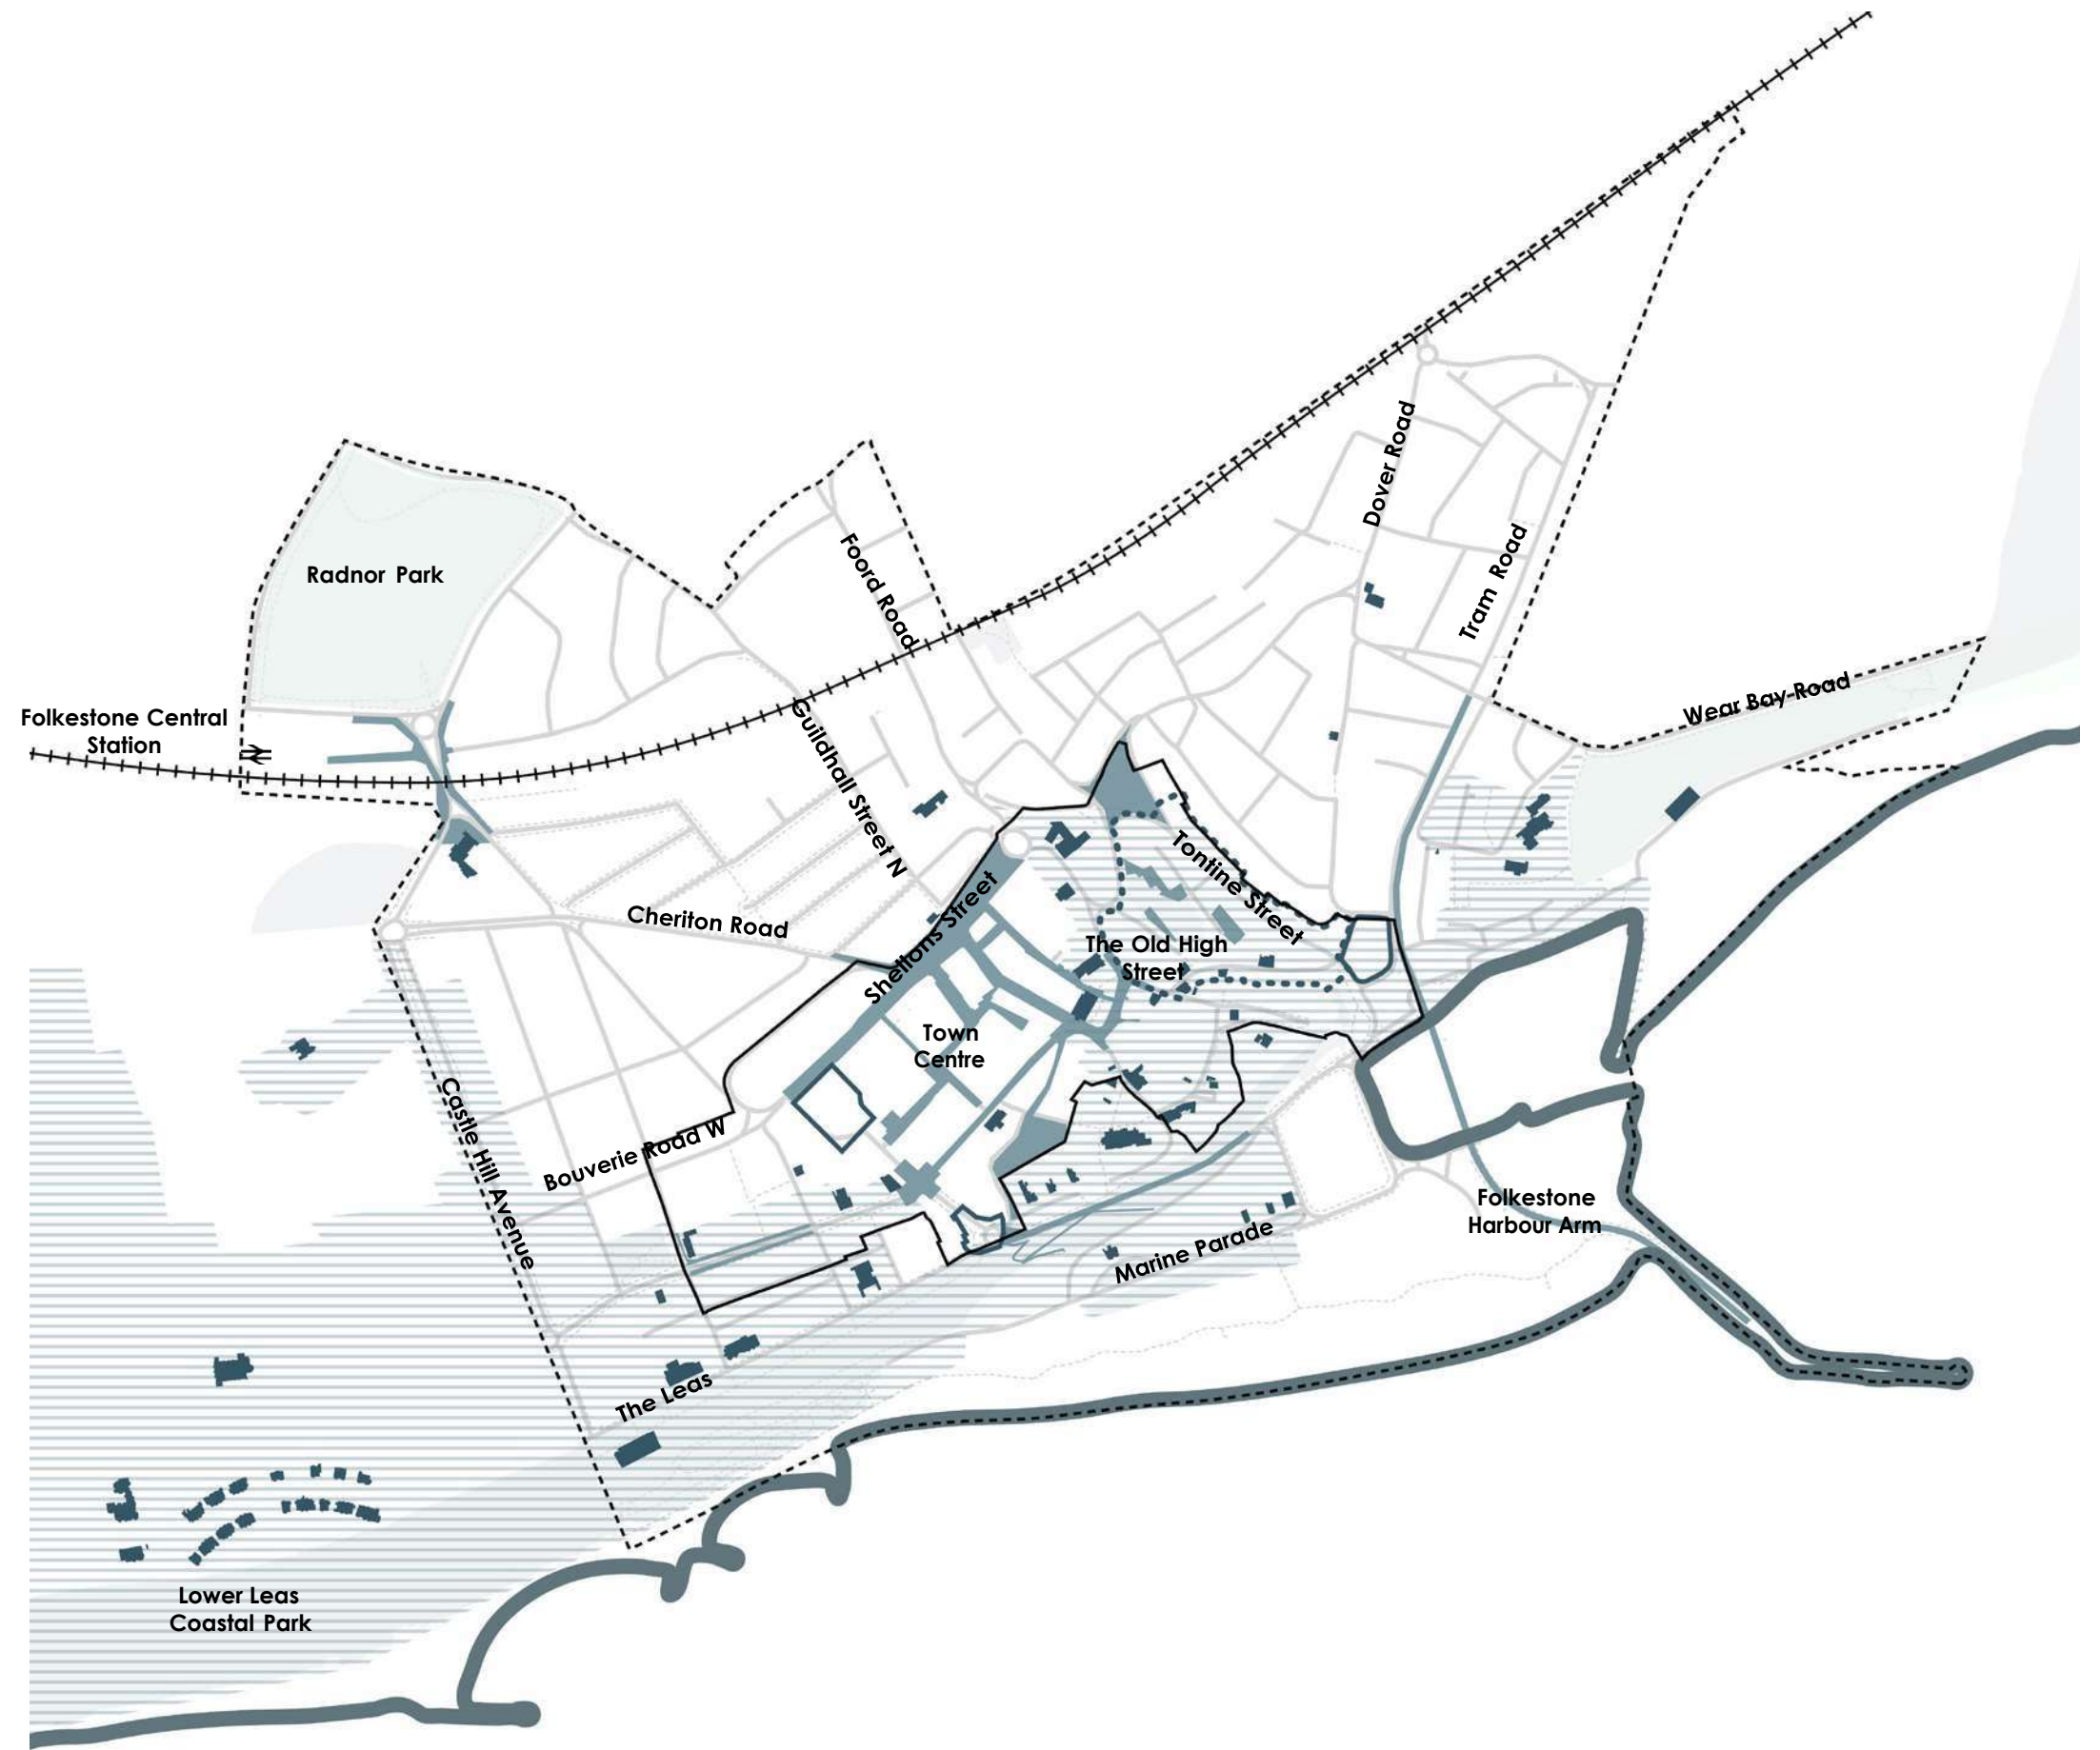 Dover Road
Foord Road
Tram Road
Radnor Park
Wear Bay Road
Folkestone Central
Station
Guildhall Street N
Tontine Street
Sheltons Street
Cheriton Road
The Old High
Street
Town
Centre
Castle Hill Avenue
Bouverie Road W
Folkestone
Harbour Arm
Marine Parade
The Leas
Lower Leas
Coastal Park